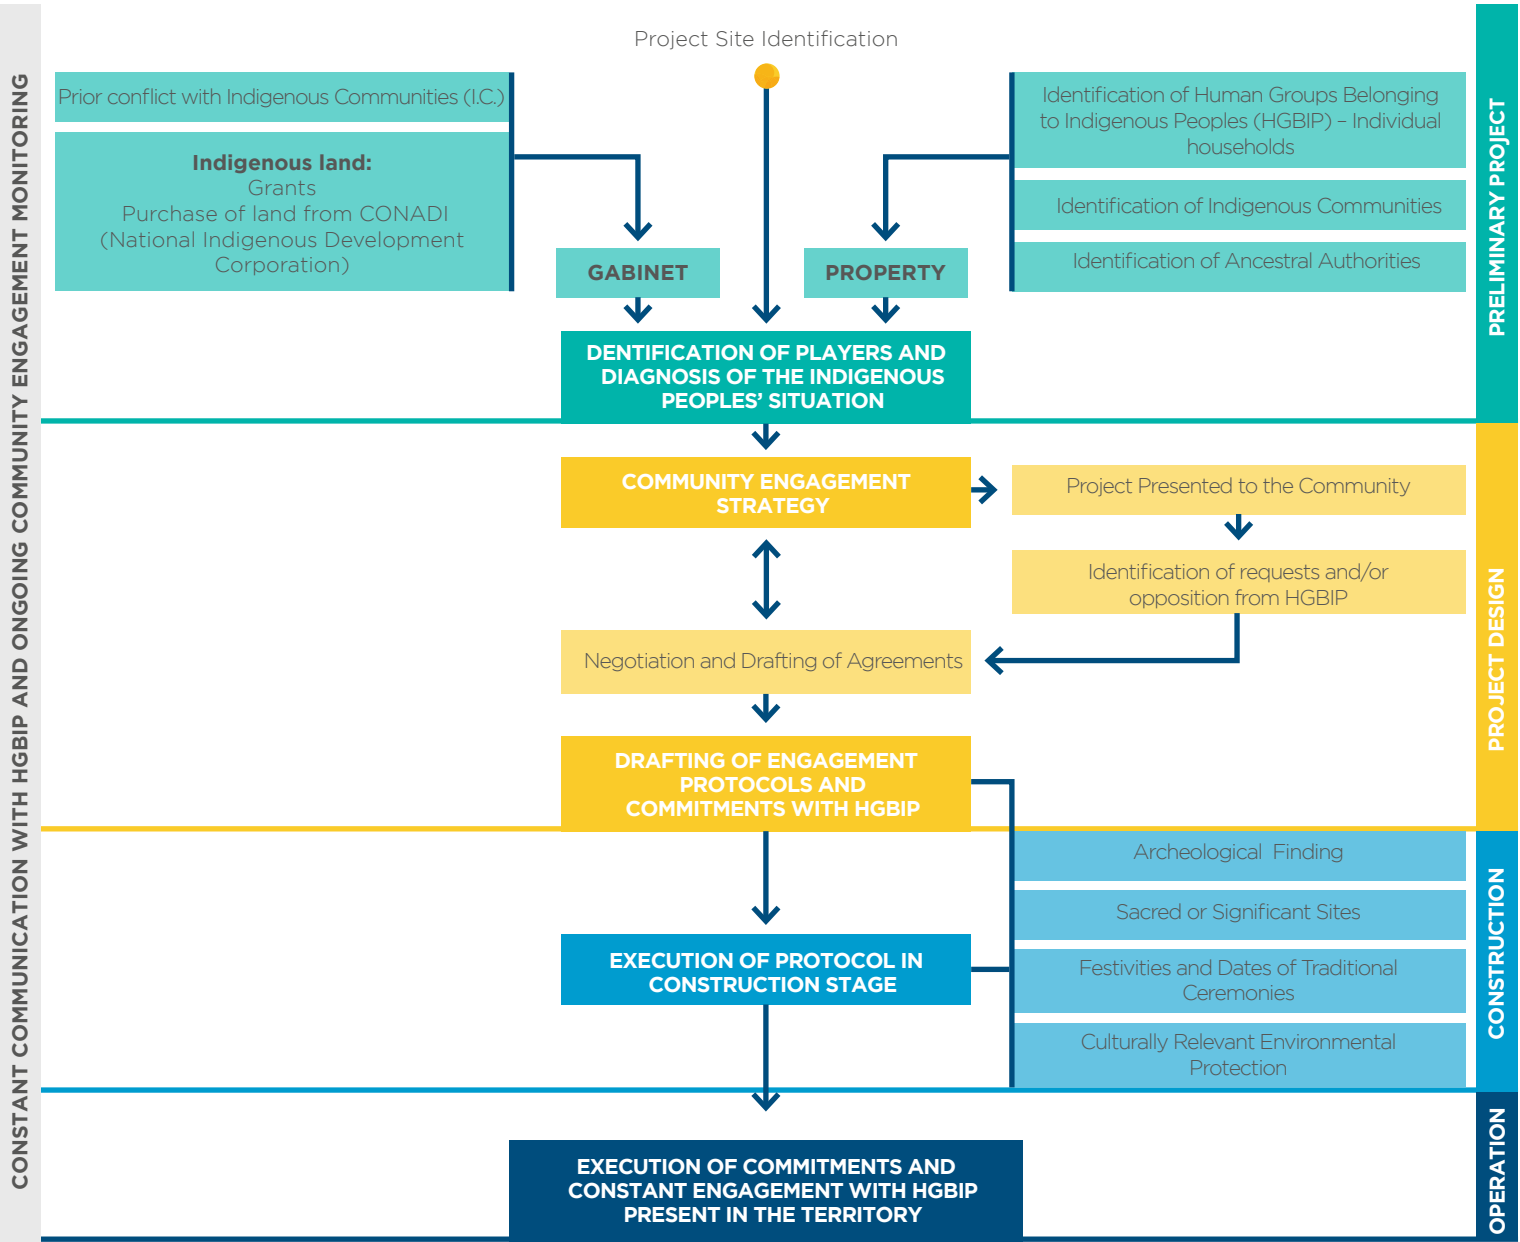 Project Site Identification
CONSTANT COMMUNICATION WITH HGBIP AND ONGOING COMMUNITY ENGAGEMENT MONITORING
PRELIMINARY PROJECT
Prior conflict with Indigenous Communities (I.C.)
Indigenous land:
Grants
Purchase of land from CONADI
(National Indigenous Development
Corporation)
Identification of Human Groups Belonging
to Indigenous Peoples (HGBIP) – Individual
households
Identification of Indigenous Communities
Identification of Ancestral Authorities
GABINET
PROPERTY
DENTIFICATION OF PLAYERS AND
DIAGNOSIS OF THE INDIGENOUS
PEOPLES’ SITUATION
PROJECT DESIGN
COMMUNITY ENGAGEMENT
STRATEGY
Project Presented to the Community
Identification of requests and/or
opposition from HGBIP
Negotiation and Drafting of Agreements
DRAFTING OF ENGAGEMENT
PROTOCOLS AND
COMMITMENTS WITH HGBIP
CONSTRUCTION
Archeological Finding
Sacred or Significant Sites
EXECUTION OF PROTOCOL IN
CONSTRUCTION STAGE
Festivities and Dates of Traditional
Ceremonies
Culturally Relevant Environmental
Protection
OPERATION
EXECUTION OF COMMITMENTS AND
CONSTANT ENGAGEMENT WITH HGBIP
PRESENT IN THE TERRITORY